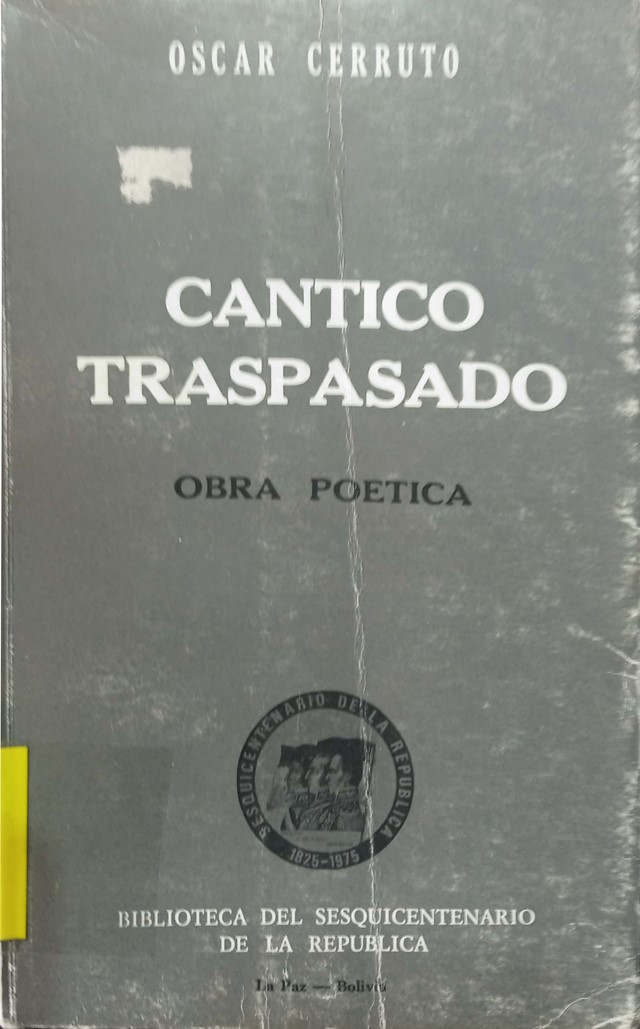 OSCAR CERRUTO
CANTICO
TRASPASADO
OBRA POETICA
SESQUICENTENARIO DE LA REPUBLICA
1825-1975
BIBLIOTECA DEL SESQUICENTENARIO
DE LA REPUBLICA
La Paz — Bolivia